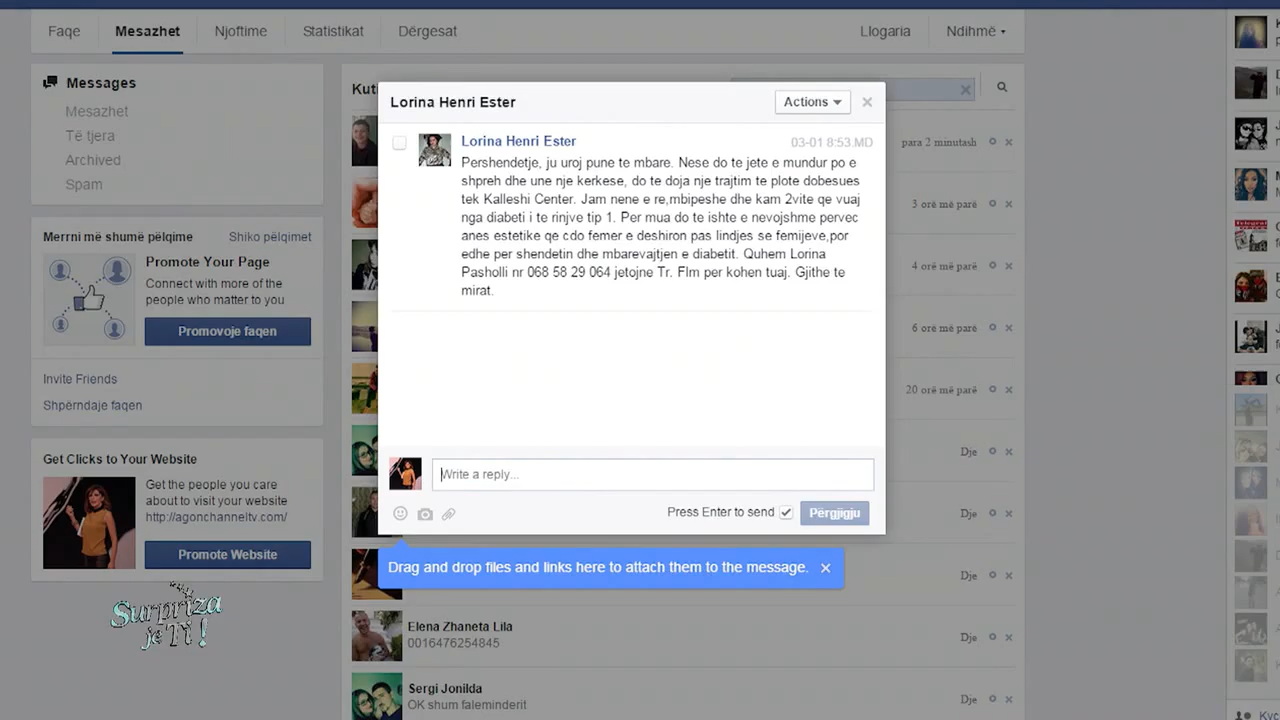 Faqe
Mesazhet
Njoftime
Statistikat
Dërgesat
Llogaria
Ndihmë
Messages
Mesazhet
Të tjera
Archived
Spam
Merrni më shumë pëlqime
Shiko pëlqimet
Promote Your Page
Connect with more of the
people who matter to you
Promovoje faqen
Invite Friends
Shpërndaje faqen
Get Clicks to Your Website
Get the people you care
about to visit your website
http://agonchanneltv.com/
Promote Website
Surpriza
je Ti !
Lorina Henri Ester
Actions
Lorina Henri Ester
03-01 8:53.MD
Pershendetje, ju uroj pune te mbare. Nese do te jete e mundur po e
shpreh dhe une nje kerkese, do te doja nje trajtim te plote dobesues
tek Kalleshi Center. Jam nene e re,mbipeshe dhe kam 2vite qe vuaj
nga diabeti i te rinjve tip 1. Per mua do te ishte e nevojshme pervec
anes estetike qe cdo femer e deshiron pas lindjes se femijeve,por
edhe per shendetin dhe mbarevajtjen e diabetit. Quhem Lorina
Pasholli nr 068 58 29 064 jetojne Tr. Flm per kohen tuaj. Gjithe te
mirat.
Write a reply...
Press Enter to send
Përgjigju
Drag and drop files and links here to attach them to the message.
para 2 minutash
3 orë më parë
4 orë më parë
6 orë më parë
20 orë më parë
Dje
Dje
Dje
Elena Zhaneta Lila
0016476254845
Dje
Sergi Jonilda
OK shum faleminderit
Dje